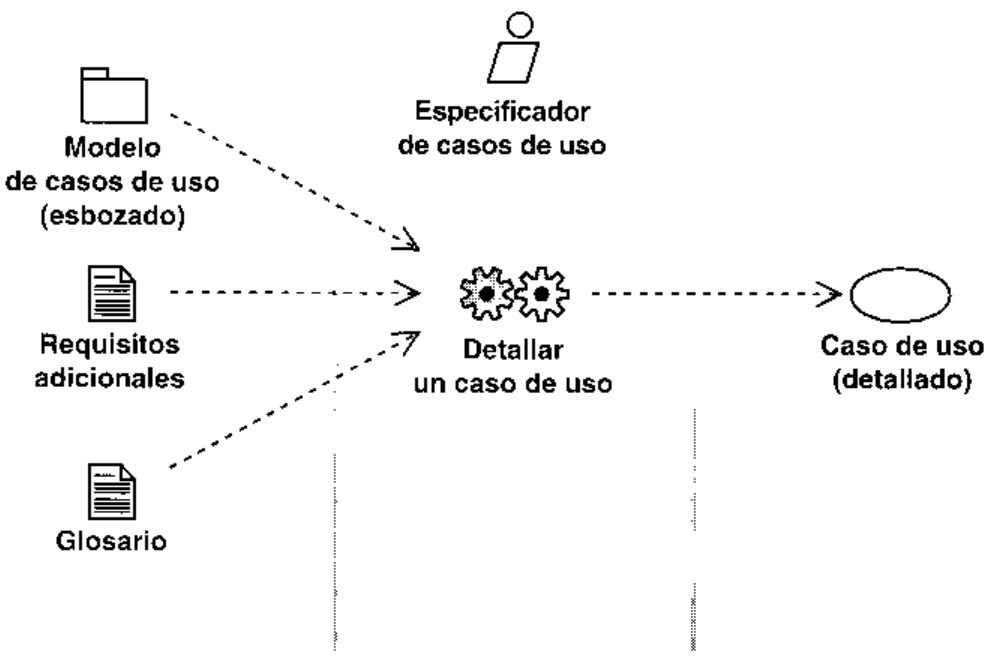 Especificador
de casos de uso
Modelo
de casos de uso
(esbozado)
Requisitos
adicionales
Detallar
un caso de uso
Caso de uso
(detallado)
Glosario